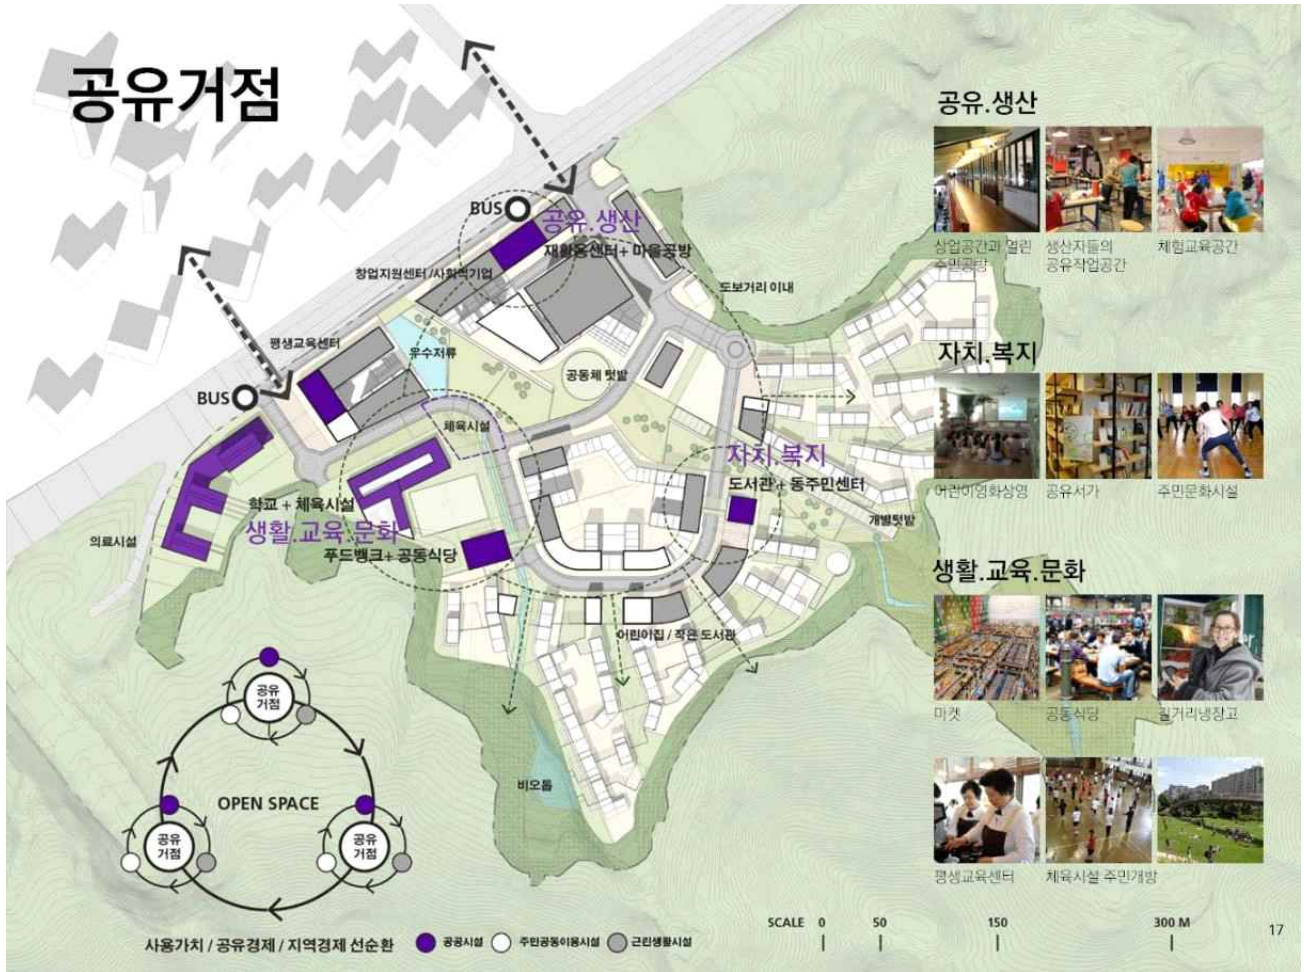 공유거점
BUS
공유.생산
재활용센터+ 마을공방
창업지원센터 /사회적기업
도보거리 이내
평생교육센터
우수저류
공동체 텃밭
BUS
체육시설
자치.복지
도서관 + 동주민센터
학교 + 체육시설
생활.교육.문화
푸드뱅크+ 공동식당
개별텃밭
의료시설
어린이집 / 작은 도서관
비오톱
공유
거점
OPEN SPACE
공유
거점
공유
거점
사용가치 / 공유경제 / 지역경제 선순환
공공시설
주민공동이용시설
근린생활시설
공유.생산
상업공간과 열린
주민공방
생산자들의
공유작업공간
체험교육공간
자치.복지
어린이영화상영
공유서가
주민문화시설
생활.교육.문화
마켓
공동식당
길거리냉장고
평생교육센터
체육시설 주민개방
SCALE 0 50 150 300 M
17